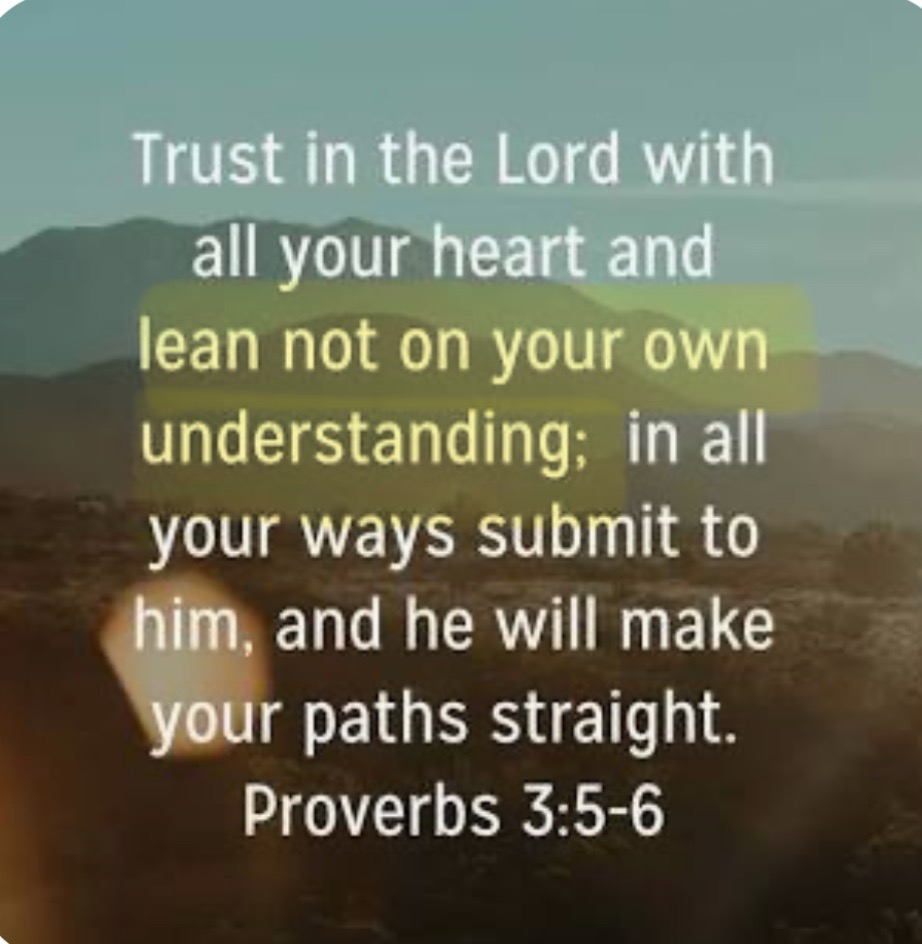 Trust in the Lord with
all your heart and
lean not on your own
understanding;  in all
your ways submit to
him, and he will make
your paths straight.
Proverbs 3:5-6